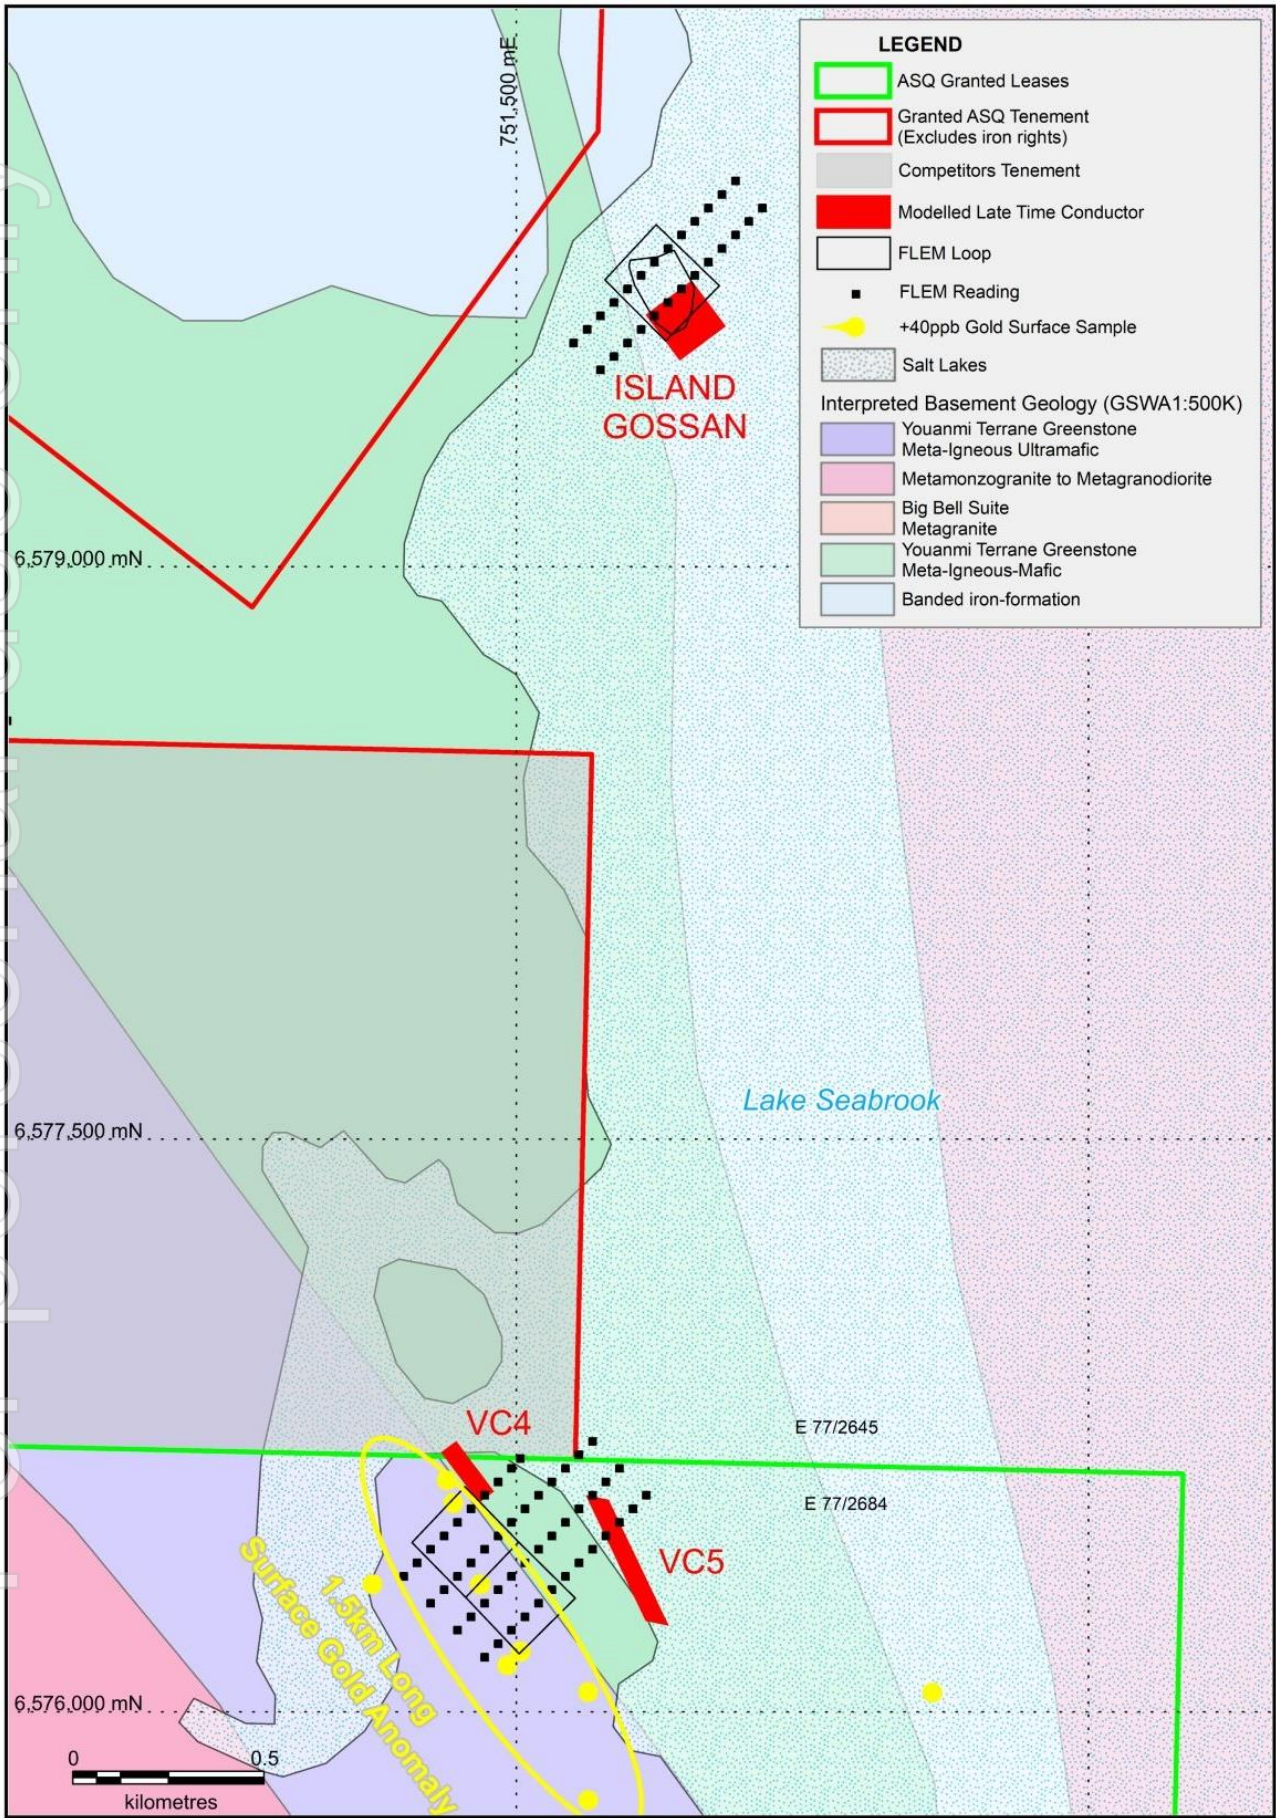 751,500 mE
LEGEND
ASQ Granted Leases
Granted ASQ Tenement
(Excludes iron rights)
Competitors Tenement
Modelled Late Time Conductor
FLEM Loop
FLEM Reading
+40ppb Gold Surface Sample
Salt Lakes
Interpreted Basement Geology (GSWA1:500K)
Youanmi Terrane Greenstone
Meta-Igneous Ultramafic
Metamonzogranite to Metagranodiorite
Big Bell Suite
Metagranite
Youanmi Terrane Greenstone
Meta-Igneous-Mafic
Banded iron-formation
ISLAND
GOSSAN
6,579,000 mN
Lake Seabrook
6,577,500 mN
VC4
E 77/2645
E 77/2684
VC5
1.5km Long
Surface Gold Anomaly
6,576,000 mN
0 0.5
kilometres